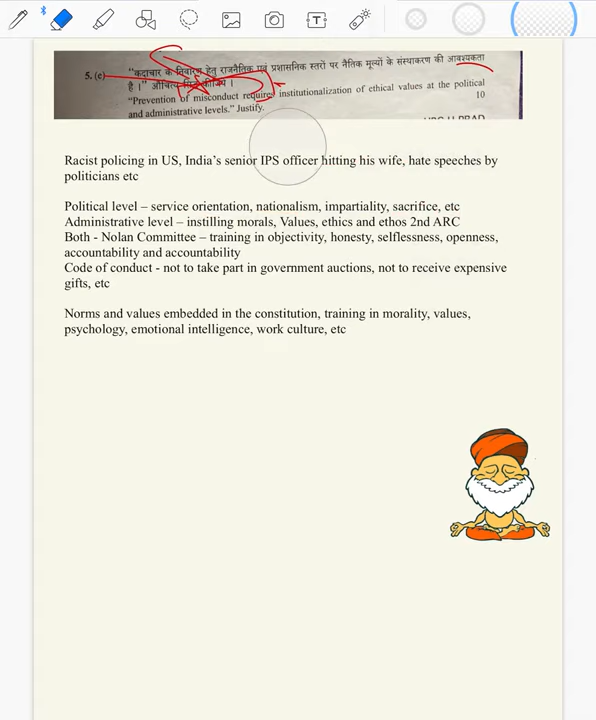 5. (c) "कदाचार के निवारण हेतु राजनैतिक एवं प्रशासनिक स्तरों पर नैतिक मूल्यों के संस्थाकरण की आवश्यकता
है।" औचित्य सिद्ध कीजिये।
"Prevention of misconduct requires institutionalization of ethical values at the political
and administrative levels." Justify. 10
Racist policing in US, India's senior IPS officer hitting his wife, hate speeches by
politicians etc
Political level – service orientation, nationalism, impartiality, sacrifice, etc
Administrative level – instilling morals, Values, ethics and ethos 2nd ARC
Both - Nolan Committee – training in objectivity, honesty, selflessness, openness,
accountability and accountability
Code of conduct - not to take part in government auctions, not to receive expensive
gifts, etc
Norms and values embedded in the constitution, training in morality, values,
psychology, emotional intelligence, work culture, etc